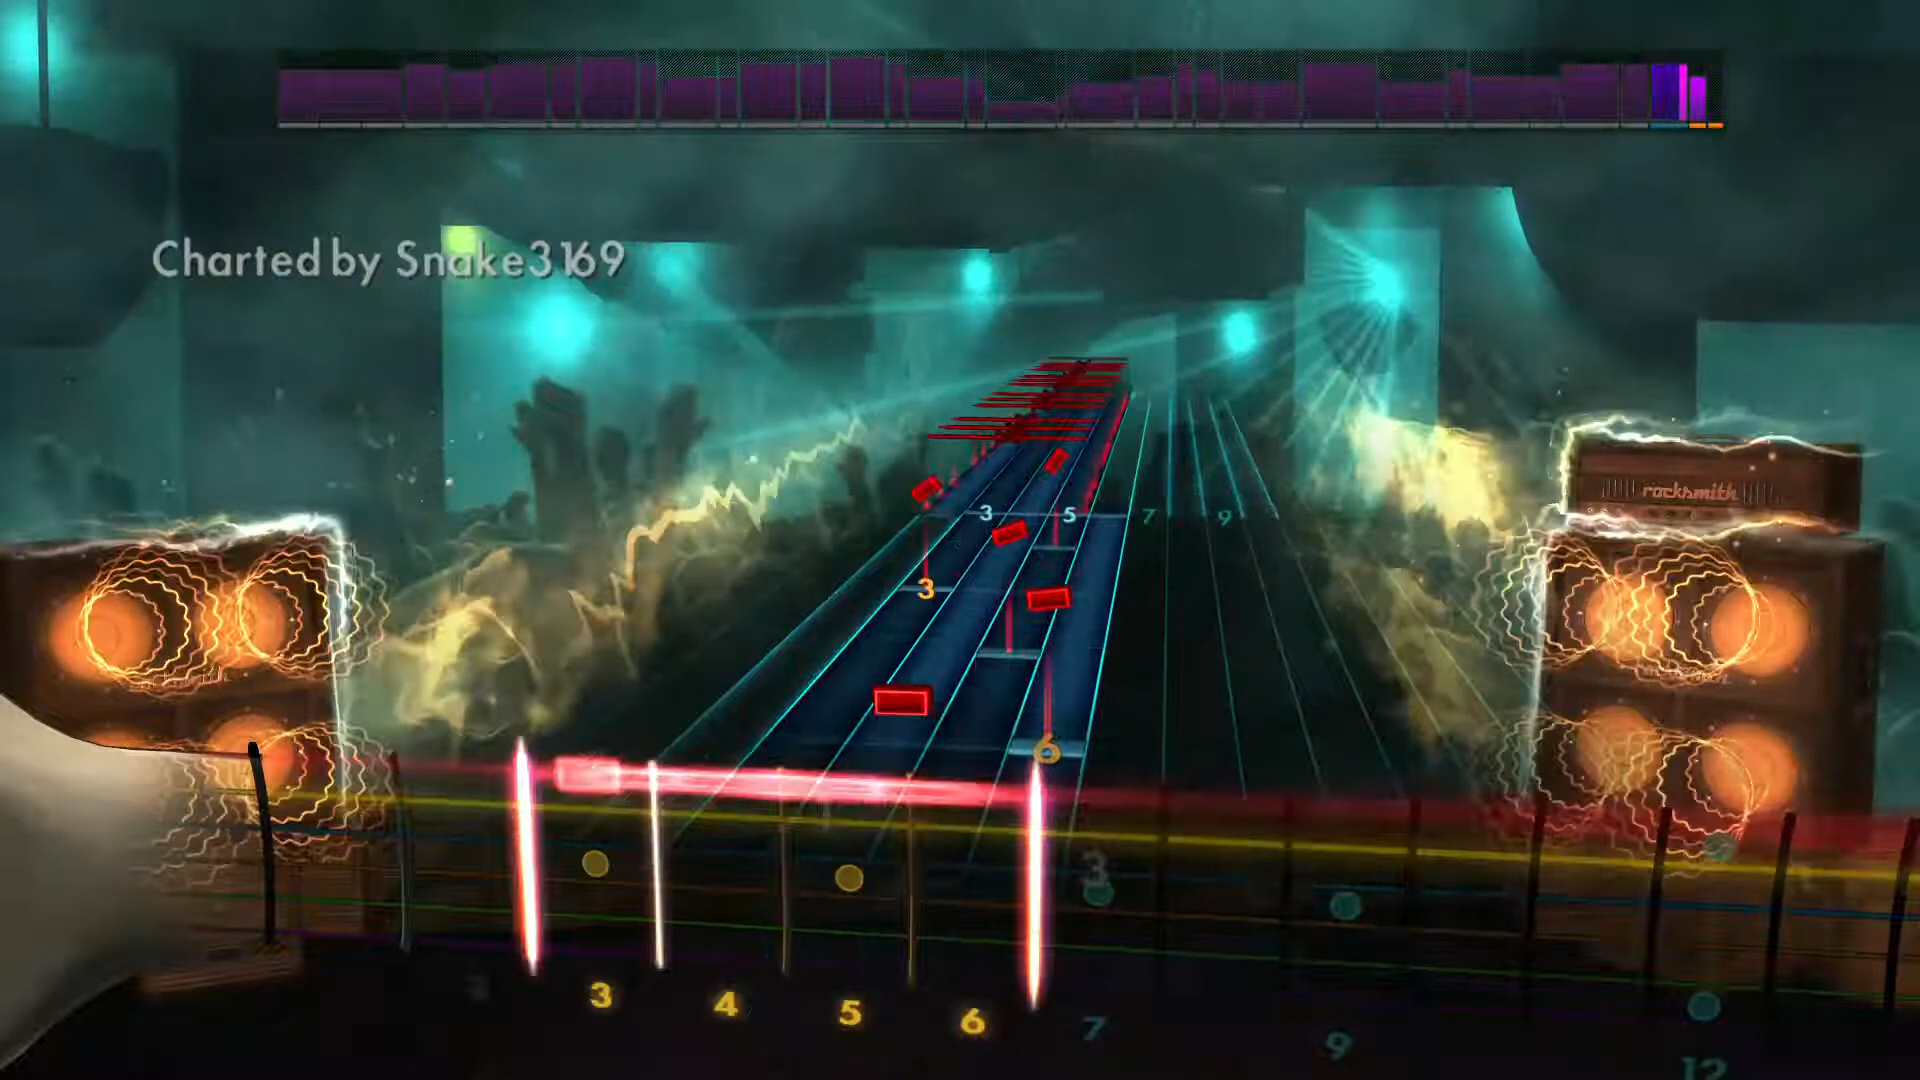 Charted by Snake3169
rocksmith
3 5 7 9
3
6
3
3 4 5 6 7 9 12